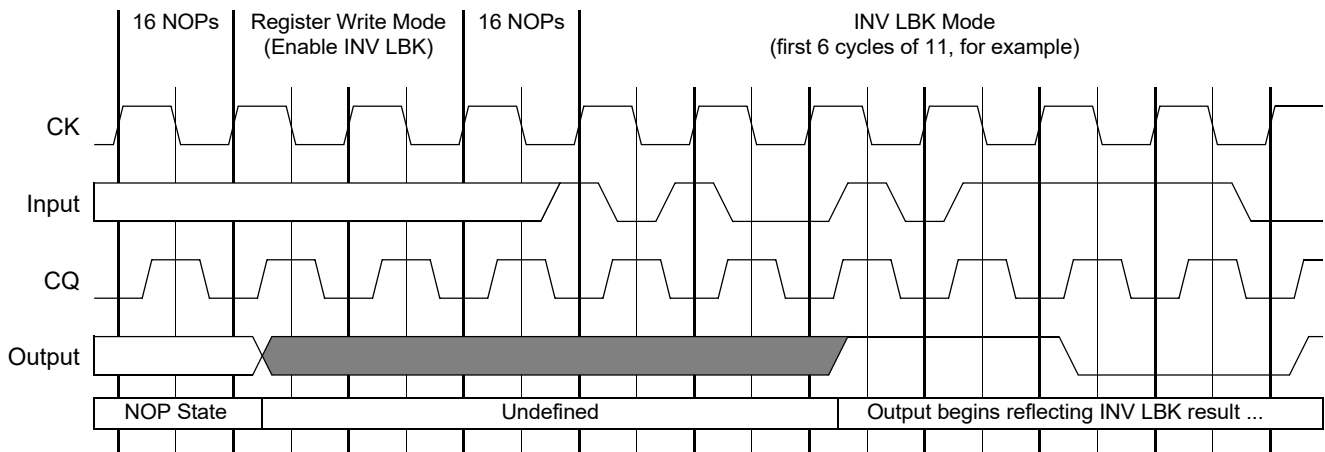 16 NOPs
Register Write Mode
(Enable INV LBK)
16 NOPs
INV LBK Mode
(first 6 cycles of 11, for example)
CK
Input
CQ
Output
NOP State
Undefined
Output begins reflecting INV LBK result ...